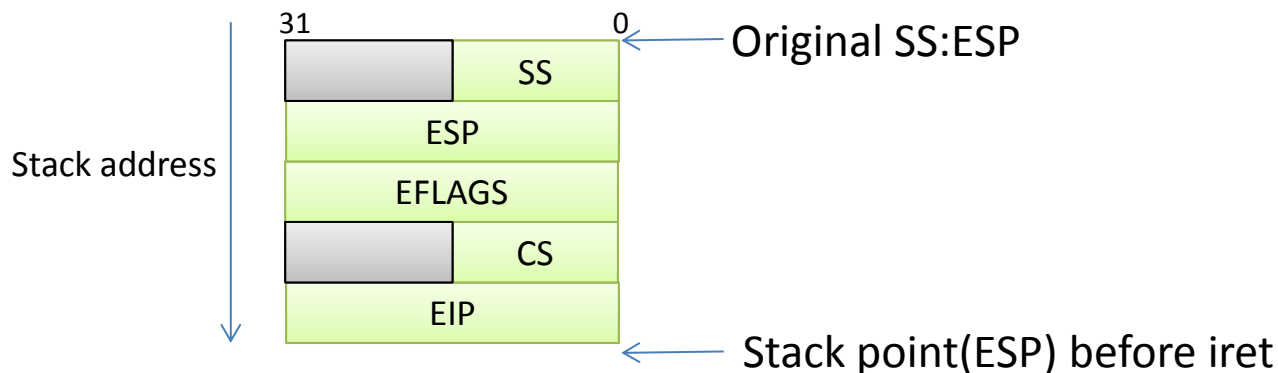 31 0
Original SS:ESP
SS
ESP
Stack address
EFLAGS
CS
EIP
Stack point(ESP) before iret